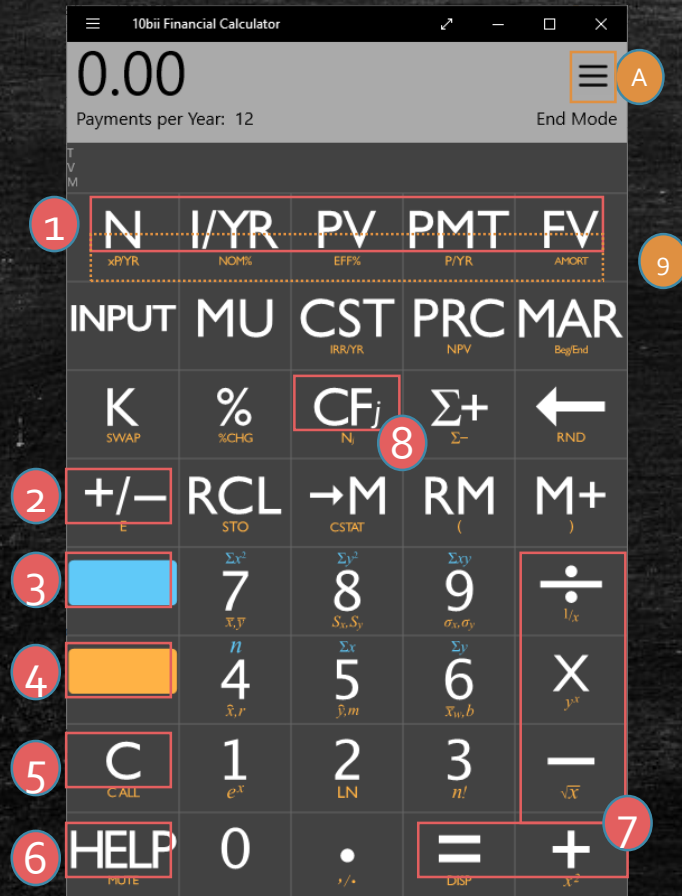 10bii Financial Calculator
0.00
A
Payments per Year: 12 End Mode
T
V
M
1
N I/YR PV PMT FV
xP/YR NOM% EFF% P/YR AMORT
9
INPUT MU CST PRC MAR
IRR/YR NPV Beg/End
K % CFj Σ+ ←
SWAP %CHG Nj Σ− RND
8
2
+/− RCL →M RM M+
E STO CSTAT ( )
3
Σx² Σy² Σxy
7 8 9 ÷
x̅,y̅ Sx,Sy σx,σy 1/x
4
n Σx Σy
4 5 6 X
x̂,r ŷ,m x̅w,b yˣ
5
C 1 2 3 −
C ALL eˣ LN n! √x
7
6
HELP 0 . = +
MUTE ,/. DISP x²